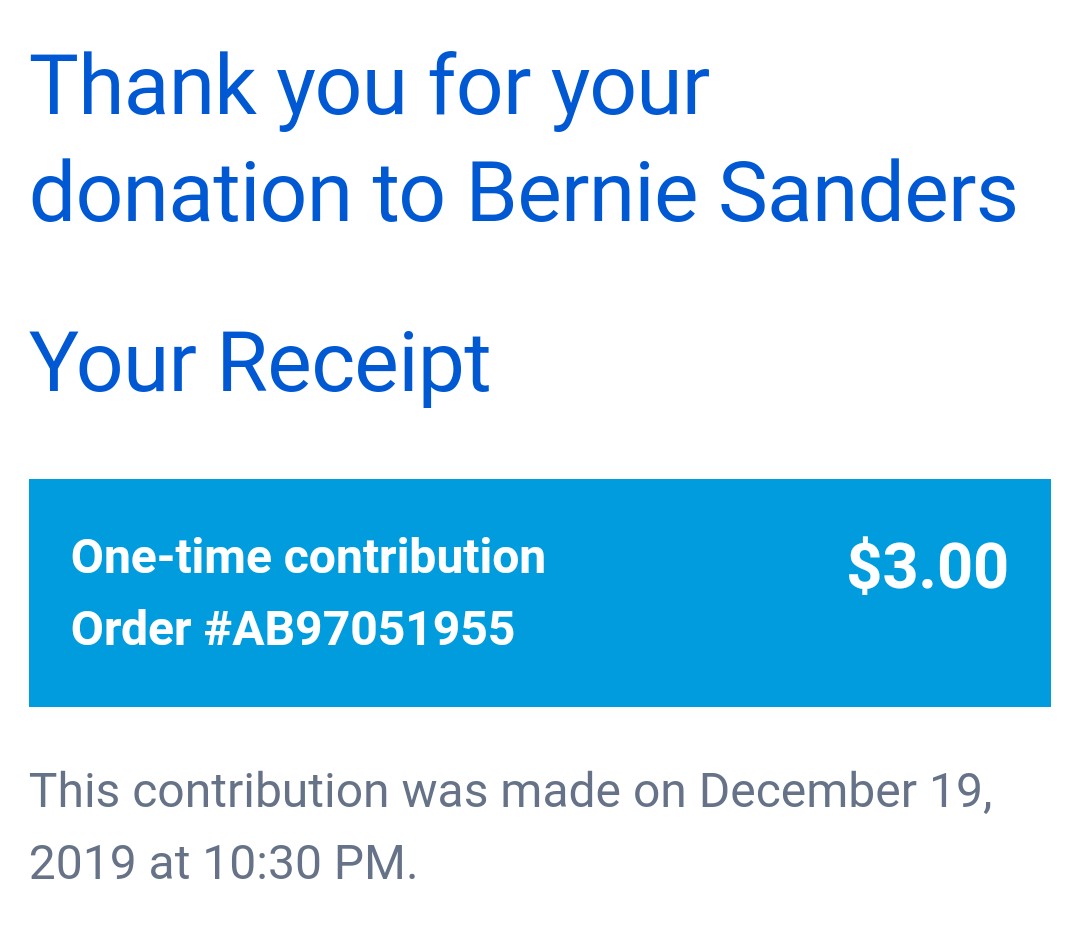 Thank you for your
donation to Bernie Sanders
Your Receipt
One-time contribution
$3.00
Order #AB97051955
This contribution was made on December 19,
2019 at 10:30 PM.